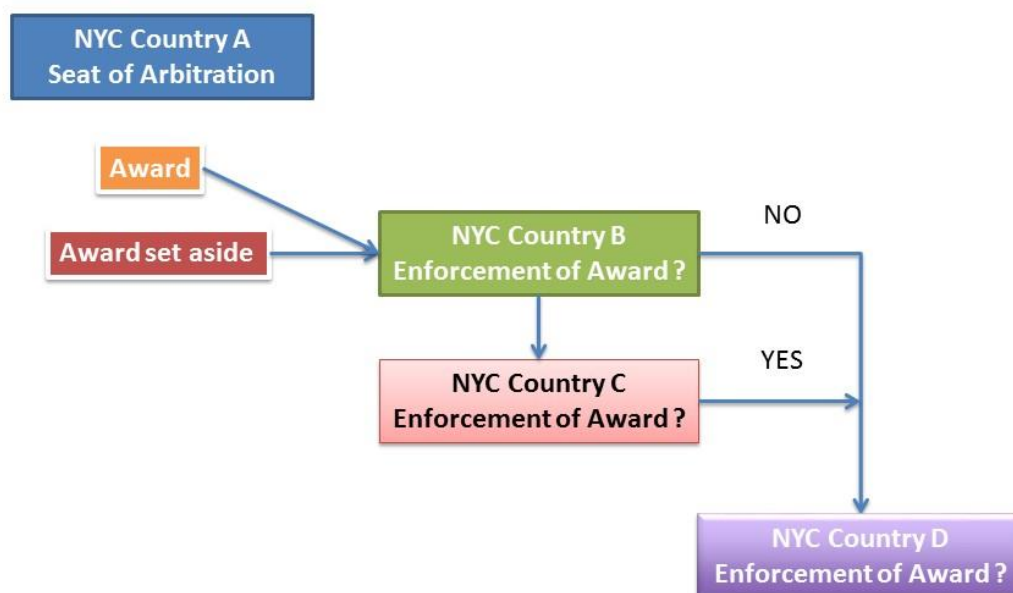 NYC Country A
Seat of Arbitration
Award
Award set aside
NYC Country B
Enforcement of Award ?
NO
NYC Country C
Enforcement of Award ?
YES
NYC Country D
Enforcement of Award ?